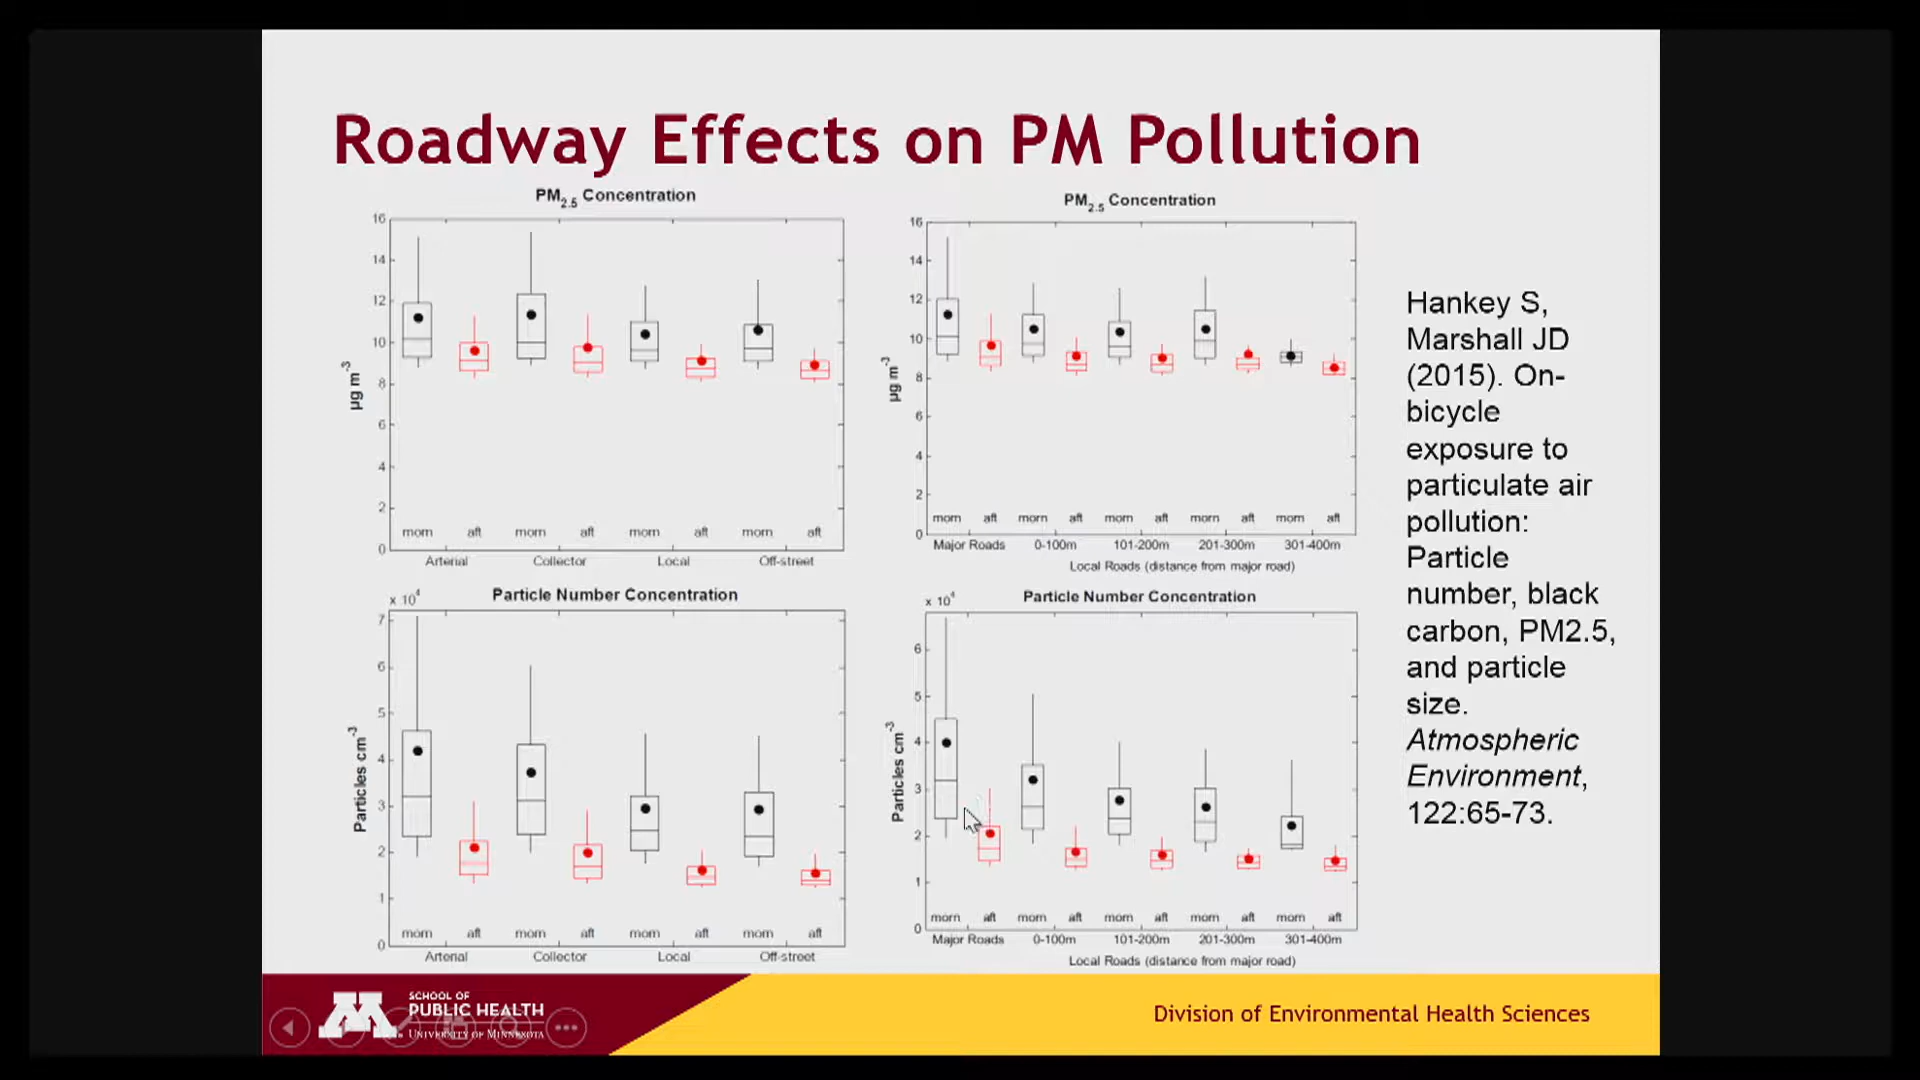 Roadway Effects on PM Pollution
PM2.5 Concentration
16
14
12
10
8
6
4
2
0
µg m-3
morn aft morn aft morn aft morn aft
Arterial Collector Local Off-street
PM2.5 Concentration
16
14
12
10
8
6
4
2
0
µg m-3
morn aft morn aft morn aft morn aft morn aft
Major Roads 0-100m 101-200m 201-300m 301-400m
Local Roads (distance from major road)
Particle Number Concentration
x 104
7
6
5
4
3
2
1
0
Particles cm-3
morn aft morn aft morn aft morn aft
Arterial Collector Local Off-street
Particle Number Concentration
x 104
6
5
4
3
2
1
0
Particles cm-3
morn aft morn aft morn aft morn aft morn aft
Major Roads 0-100m 101-200m 201-300m 301-400m
Local Roads (distance from major road)
Hankey S,
Marshall JD
(2015). On-
bicycle
exposure to
particulate air
pollution:
Particle
number, black
carbon, PM2.5,
and particle
size.
Atmospheric
Environment,
122:65-73.
M
SCHOOL OF
PUBLIC HEALTH
UNIVERSITY OF MINNESOTA
Division of Environmental Health Sciences